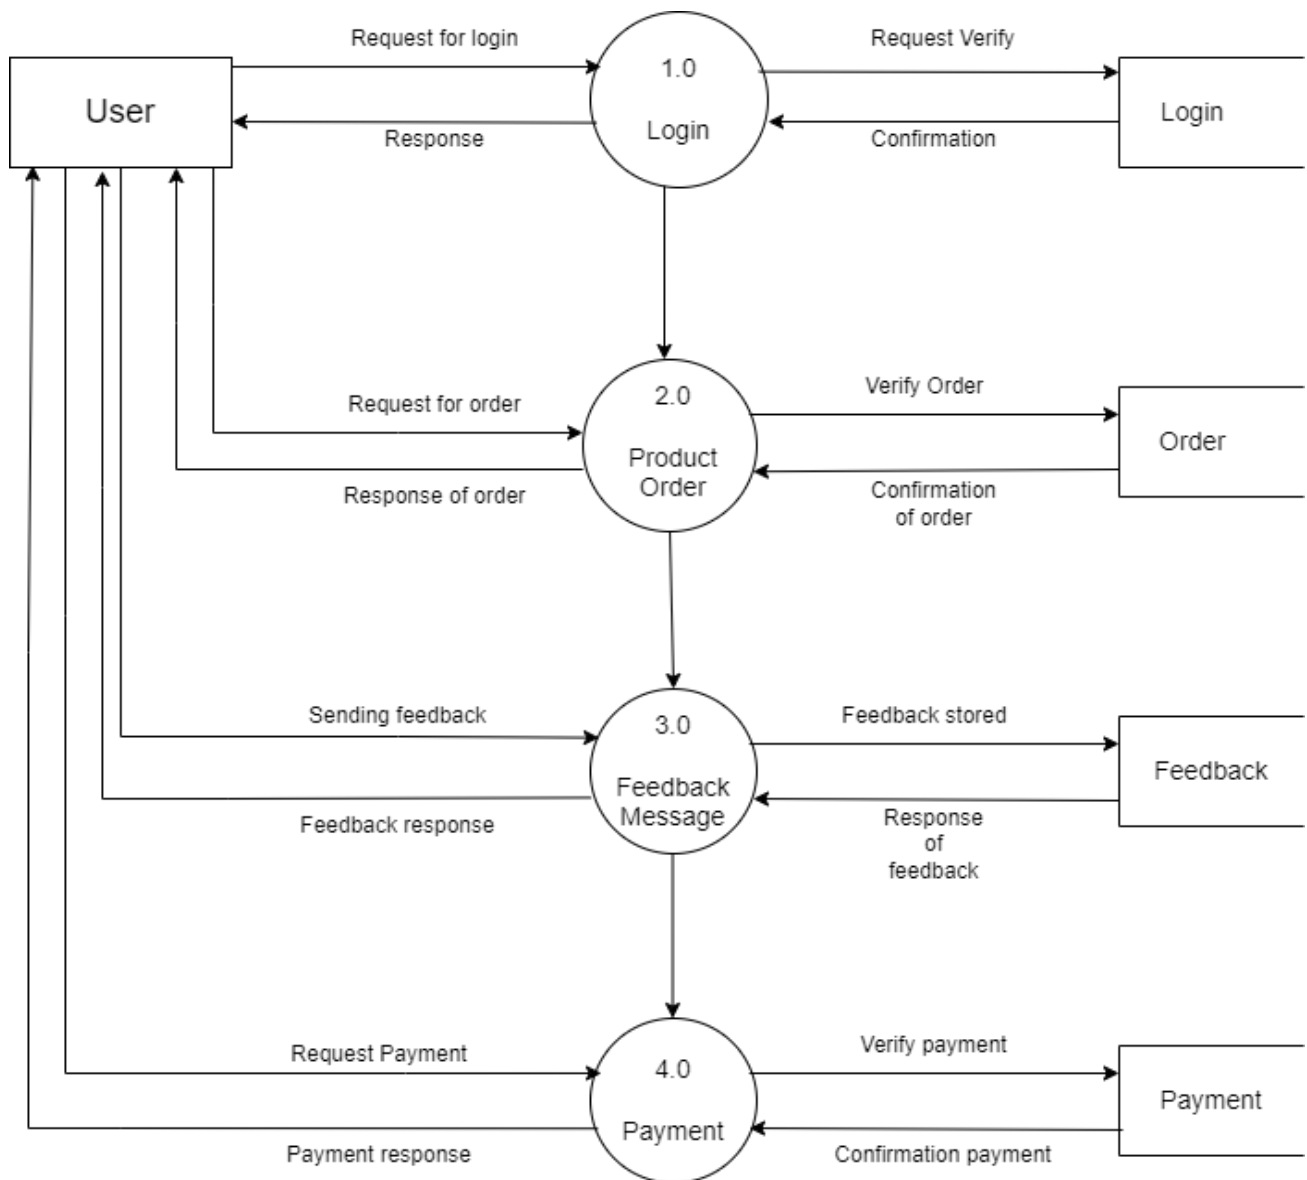 Request for login
1.0
Request Verify
User
Login
Login
Response
Confirmation
2.0
Verify Order
Request for order
Product
Order
Order
Response of order
Confirmation
of order
Sending feedback
3.0
Feedback stored
Feedback
Message
Feedback
Feedback response
Response
of
feedback
Request Payment
4.0
Verify payment
Payment
Payment
Payment response
Confirmation payment